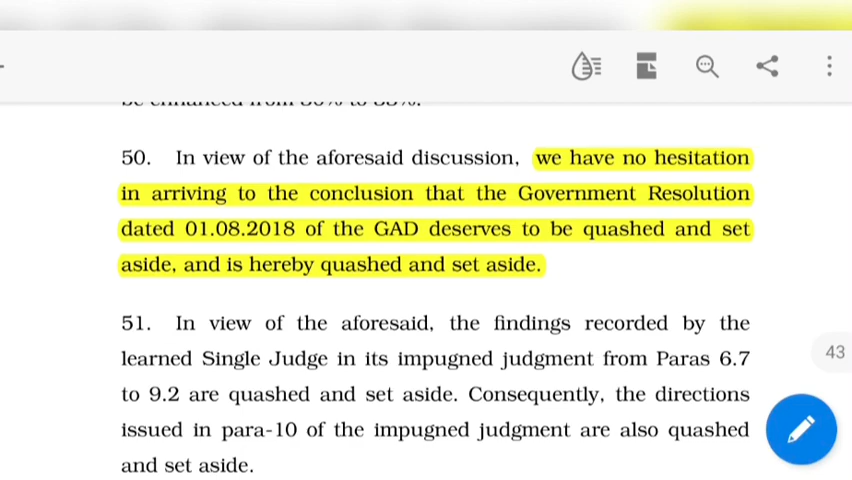 50. In view of the aforesaid discussion, we have no hesitation
in arriving to the conclusion that the Government Resolution
dated 01.08.2018 of the GAD deserves to be quashed and set
aside, and is hereby quashed and set aside.
51. In view of the aforesaid, the findings recorded by the
learned Single Judge in its impugned judgment from Paras 6.7
to 9.2 are quashed and set aside. Consequently, the directions
issued in para-10 of the impugned judgment are also quashed
and set aside.
43